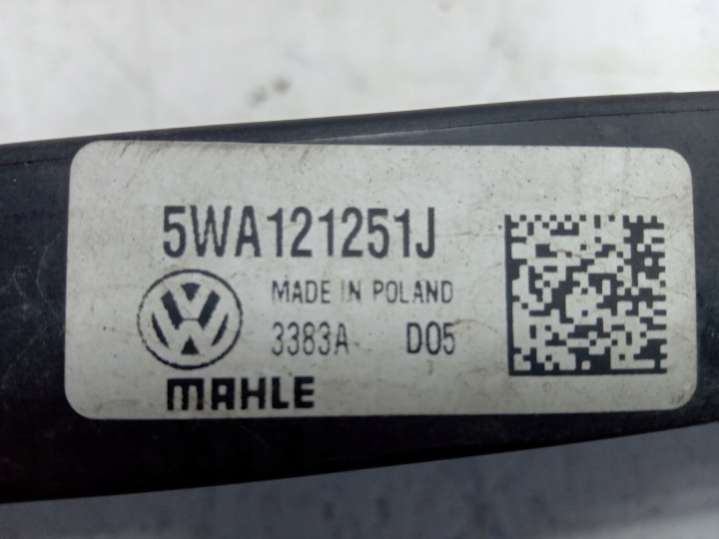 5WA121251J
MADE IN POLAND
3383A D05
MAHLE